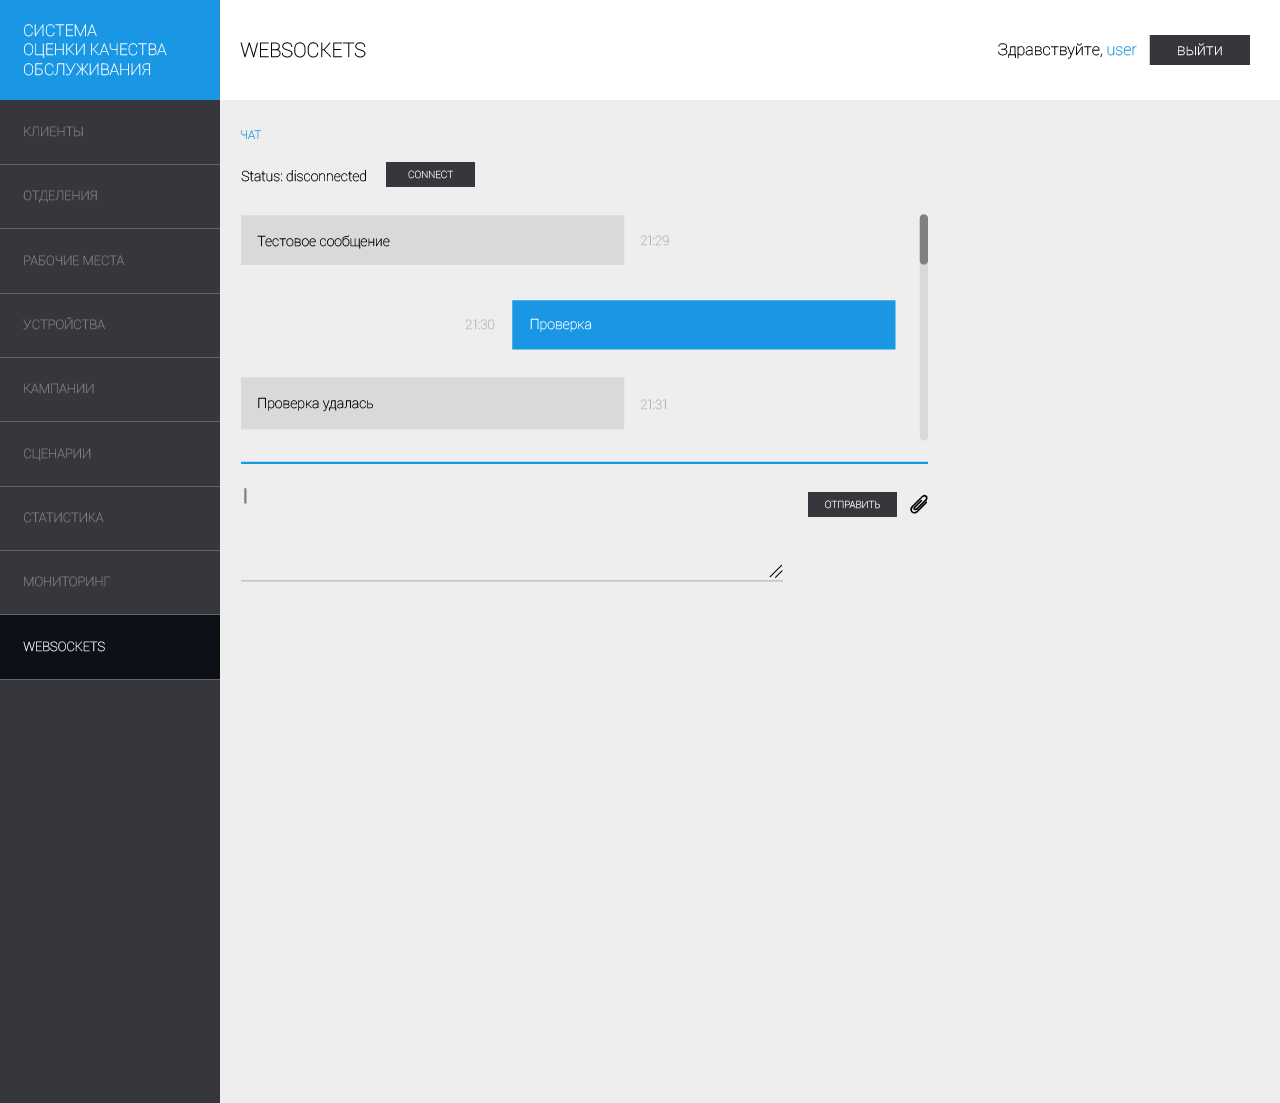 СИСТЕМА
ОЦЕНКИ КАЧЕСТВА
ОБСЛУЖИВАНИЯ
WEBSOCKETS
Здравствуйте, user
ВЫЙТИ
КЛИЕНТЫ
ОТДЕЛЕНИЯ
РАБОЧИЕ МЕСТА
УСТРОЙСТВА
КАМПАНИИ
СЦЕНАРИИ
СТАТИСТИКА
МОНИТОРИНГ
WEBSOCKETS
ЧАТ
Status: disconnected
CONNECT
Тестовое сообщение
21:29
21:30
Проверка
Проверка удалась
21:31
ОТПРАВИТЬ